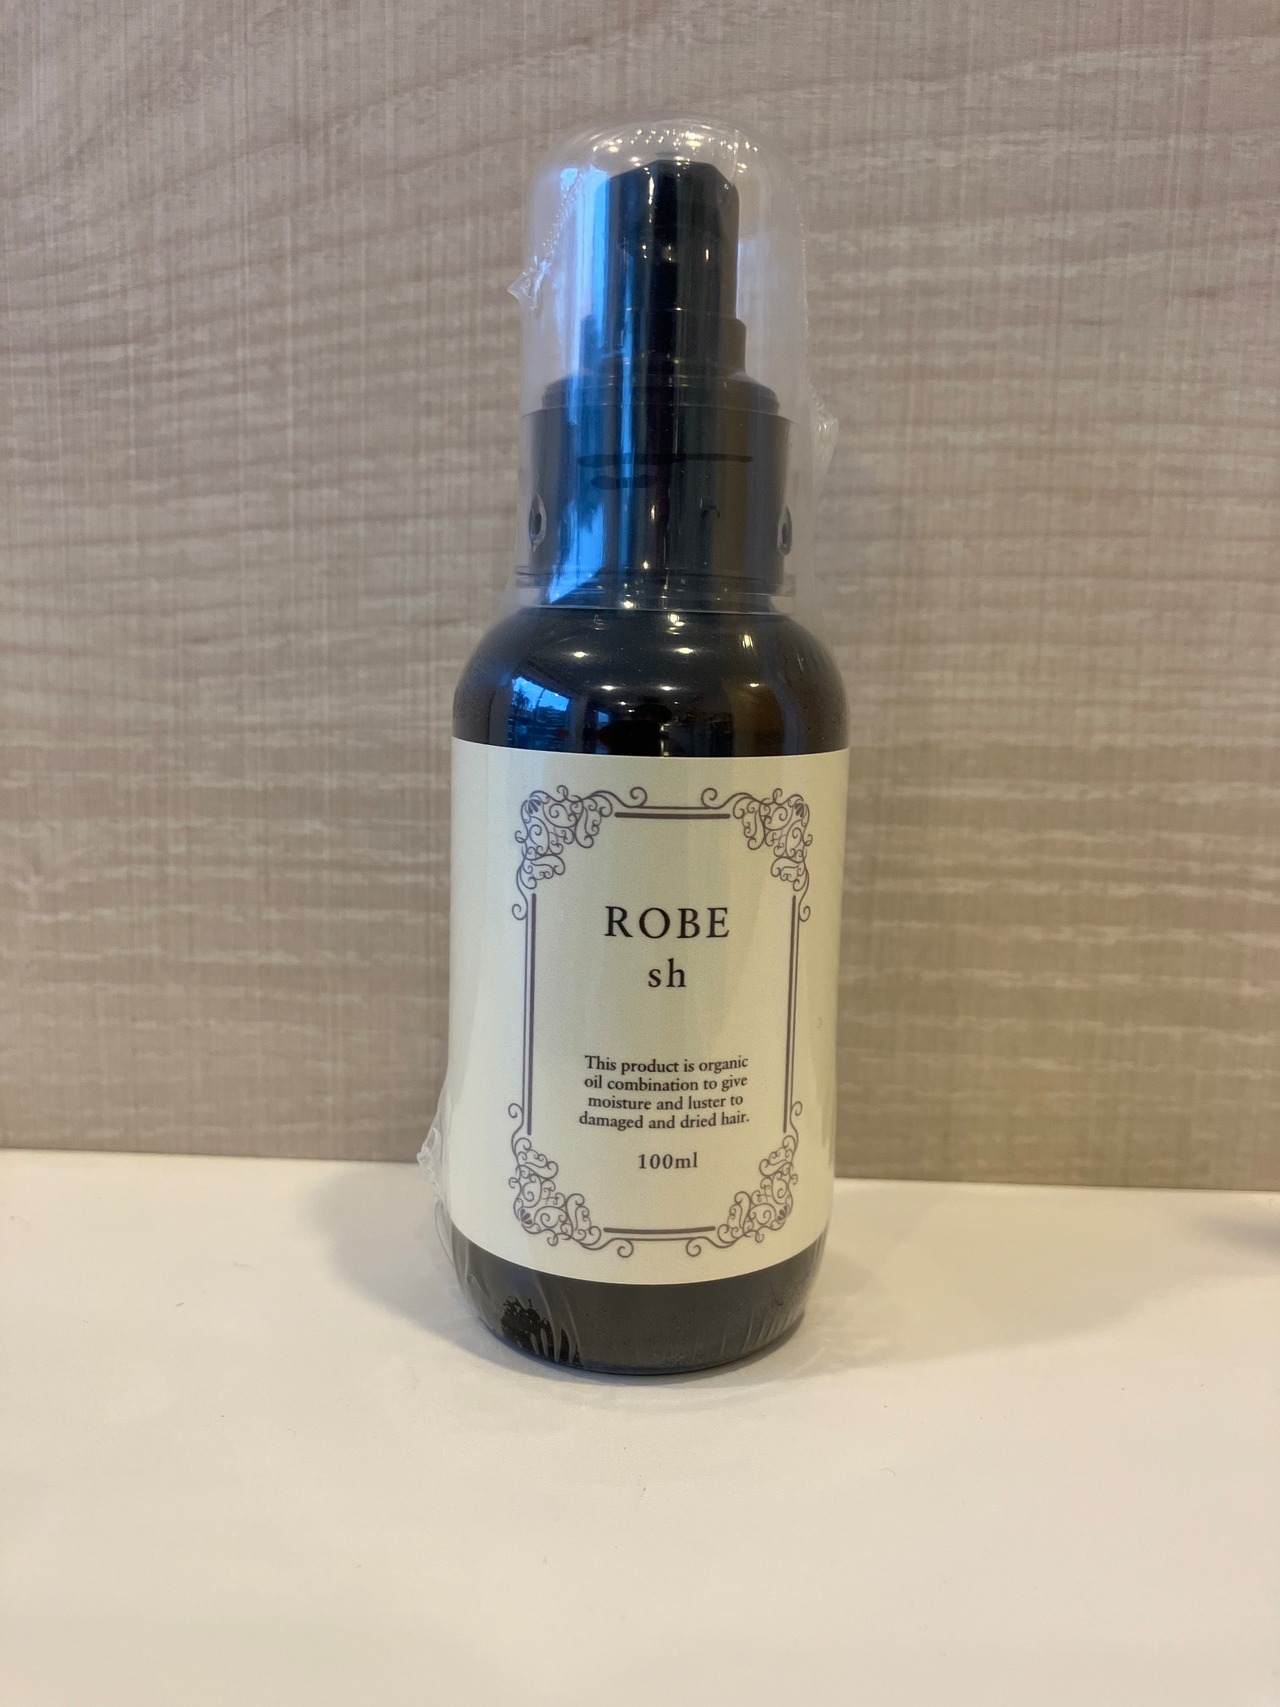 ROBE
sh
This product is organic
oil combination to give
moisture and luster to
damaged and dried hair.
100ml